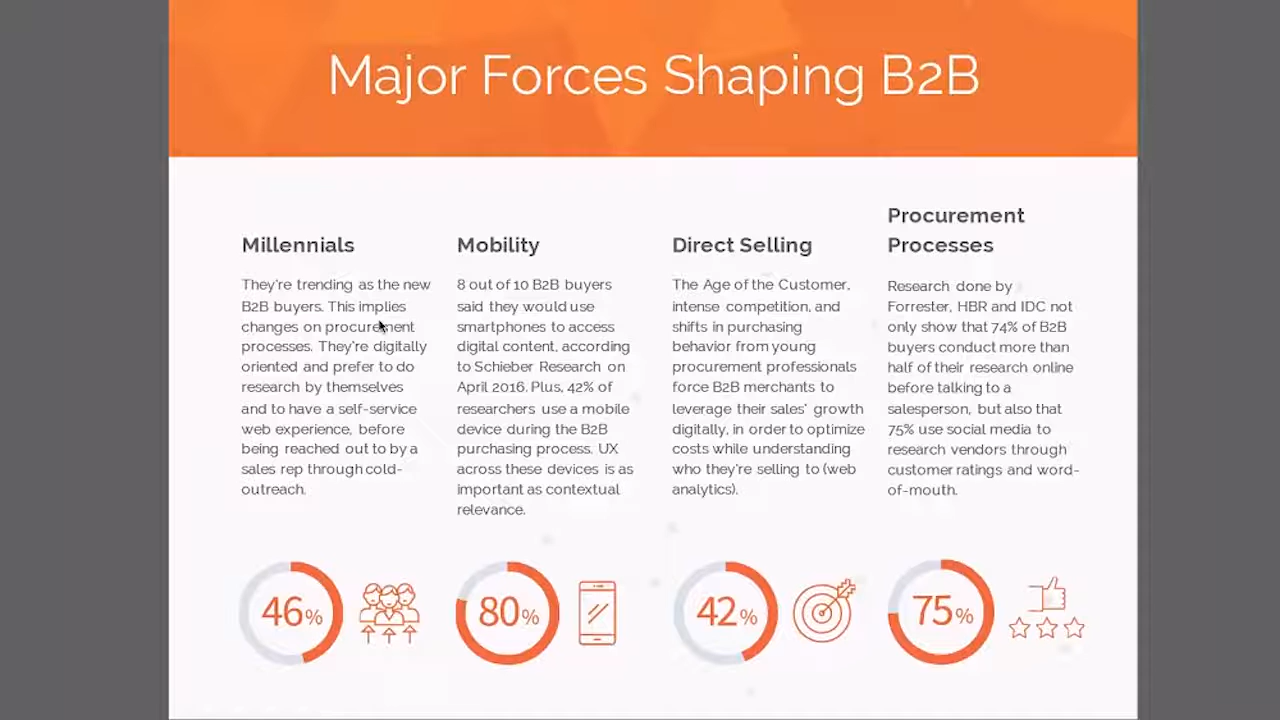 Major Forces Shaping B2B
Millennials
They're trending as the new
B2B buyers. This implies
changes on procurement
processes. They're digitally
oriented and prefer to do
research by themselves
and to have a self-service
web experience, before
being reached out to by a
sales rep through cold-
outreach.
46%
Mobility
8 out of 10 B2B buyers
said they would use
smartphones to access
digital content, according
to Schieber Research on
April 2016. Plus, 42% of
researchers use a mobile
device during the B2B
purchasing process. UX
across these devices is as
important as contextual
relevance.
80%
Direct Selling
The Age of the Customer,
intense competition, and
shifts in purchasing
behavior from young
procurement professionals
force B2B merchants to
leverage their sales' growth
digitally, in order to optimize
costs while understanding
who they're selling to (web
analytics).
42%
Procurement
Processes
Research done by
Forrester, HBR and IDC not
only show that 74% of B2B
buyers conduct more than
half of their research online
before talking to a
salesperson, but also that
75% use social media to
research vendors through
customer ratings and word-
of-mouth.
75%